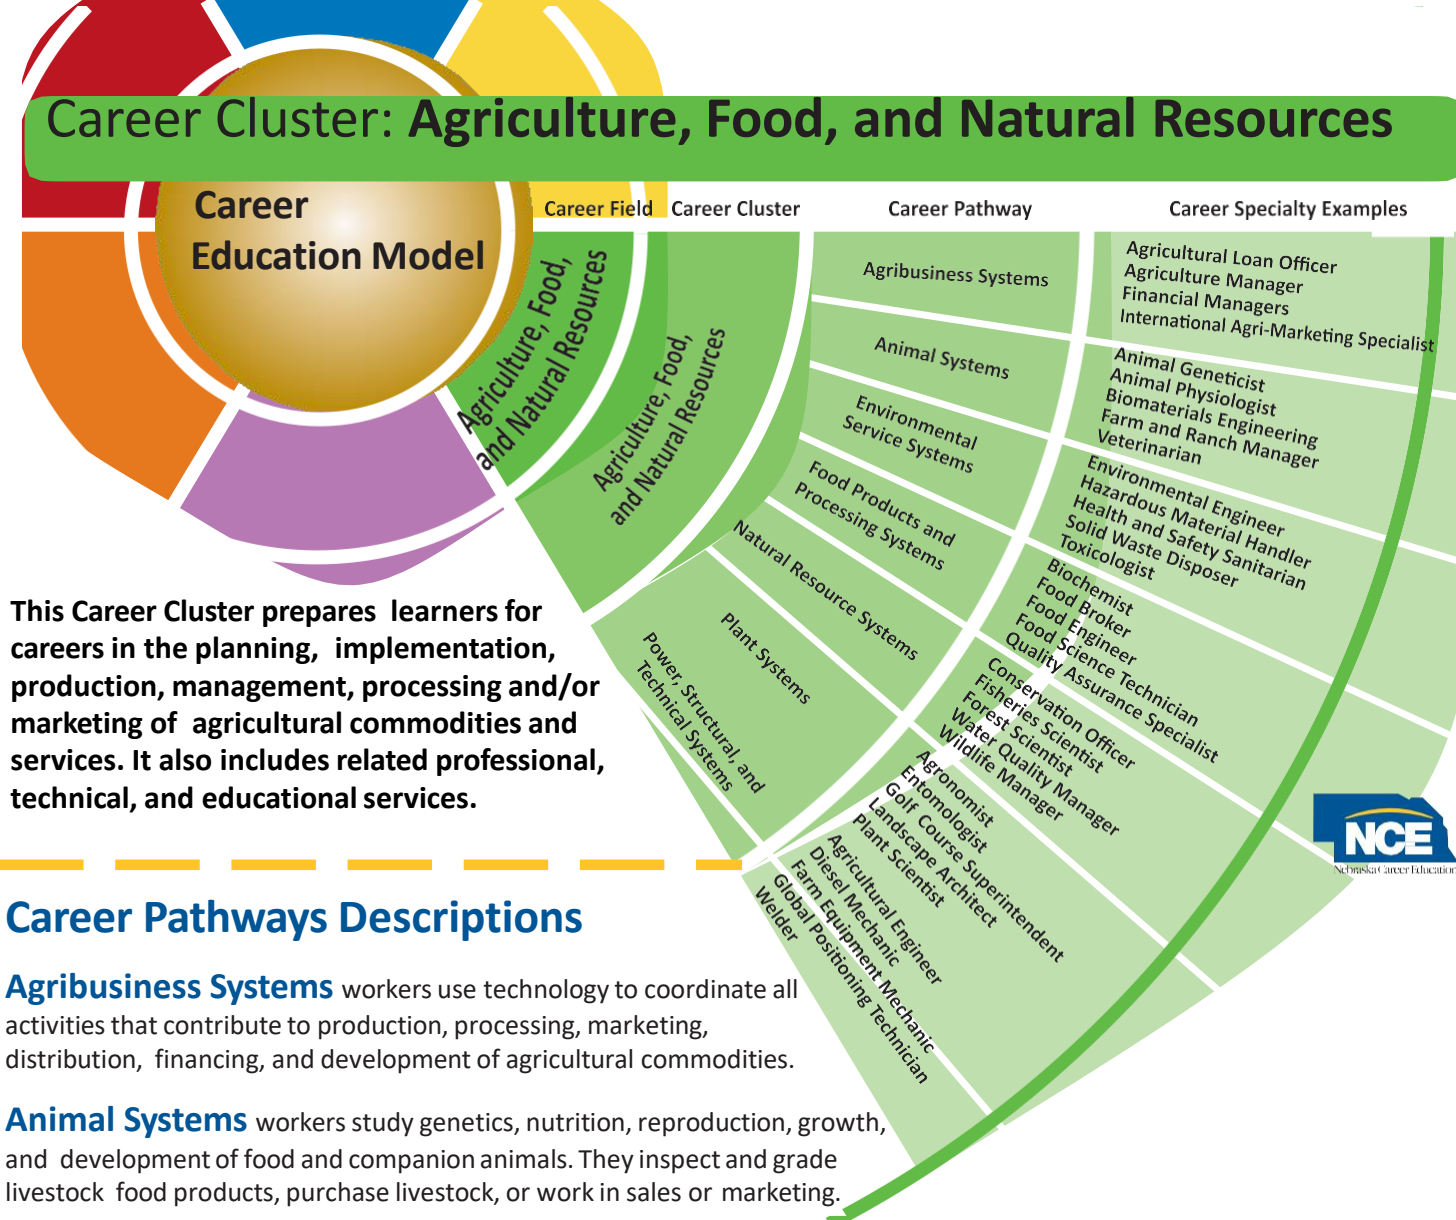 Career Cluster: Agriculture, Food, and Natural Resources
Career
Education Model
Career Field
Career Cluster
Career Pathway
Career Specialty Examples
Agriculture, Food,
and Natural Resources
Agriculture, Food,
and Natural Resources
Agribusiness Systems
Animal Systems
Environmental
Service Systems
Food Products and
Processing Systems
Natural Resource Systems
Plant Systems
Power, Structural, and
Technical Systems
Agricultural Loan Officer
Agriculture Manager
Financial Managers
International Agri-Marketing Specialist
Animal Geneticist
Animal Physiologist
Biomaterials Engineering
Farm and Ranch Manager
Veterinarian
Environmental Engineer
Hazardous Material Handler
Health and Safety Sanitarian
Solid Waste Disposer
Toxicologist
Biochemist
Food Broker
Food Engineer
Food Science Technician
Quality Assurance Specialist
Conservation Officer
Fisheries Scientist
Forest Scientist
Water Quality Manager
Wildlife Manager
Agronomist
Entomologist
Golf Course Superintendent
Landscape Architect
Plant Scientist
Agricultural Engineer
Diesel Mechanic
Farm Equipment Mechanic
Global Positioning Technician
Welder
This Career Cluster prepares learners for
careers in the planning, implementation,
production, management, processing and/or
marketing of agricultural commodities and
services. It also includes related professional,
technical, and educational services.
NCE
Nebraska Career Education
Career Pathways Descriptions
Agribusiness Systems workers use technology to coordinate all
activities that contribute to production, processing, marketing,
distribution, financing, and development of agricultural commodities.
Animal Systems workers study genetics, nutrition, reproduction, growth,
and development of food and companion animals. They inspect and grade
livestock food products, purchase livestock, or work in sales or marketing.